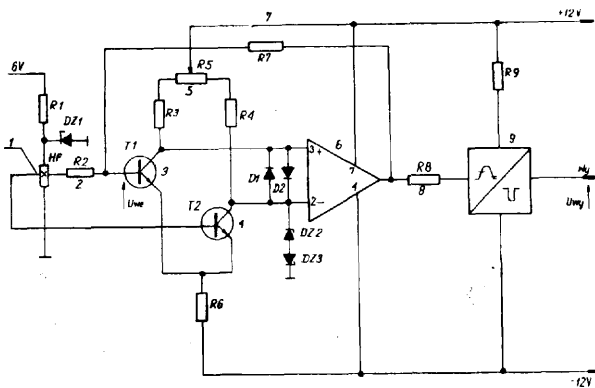 7
+12V
6V
R7
R5
5
R9
R1
R3
R4
DZ1
T1
6
9
1
HP
R2
2
3
3+
7
D1
D2
R8
8
Uwe
T2
4
2-
4
Wy
Uwy
DZ2
DZ3
R6
-12V